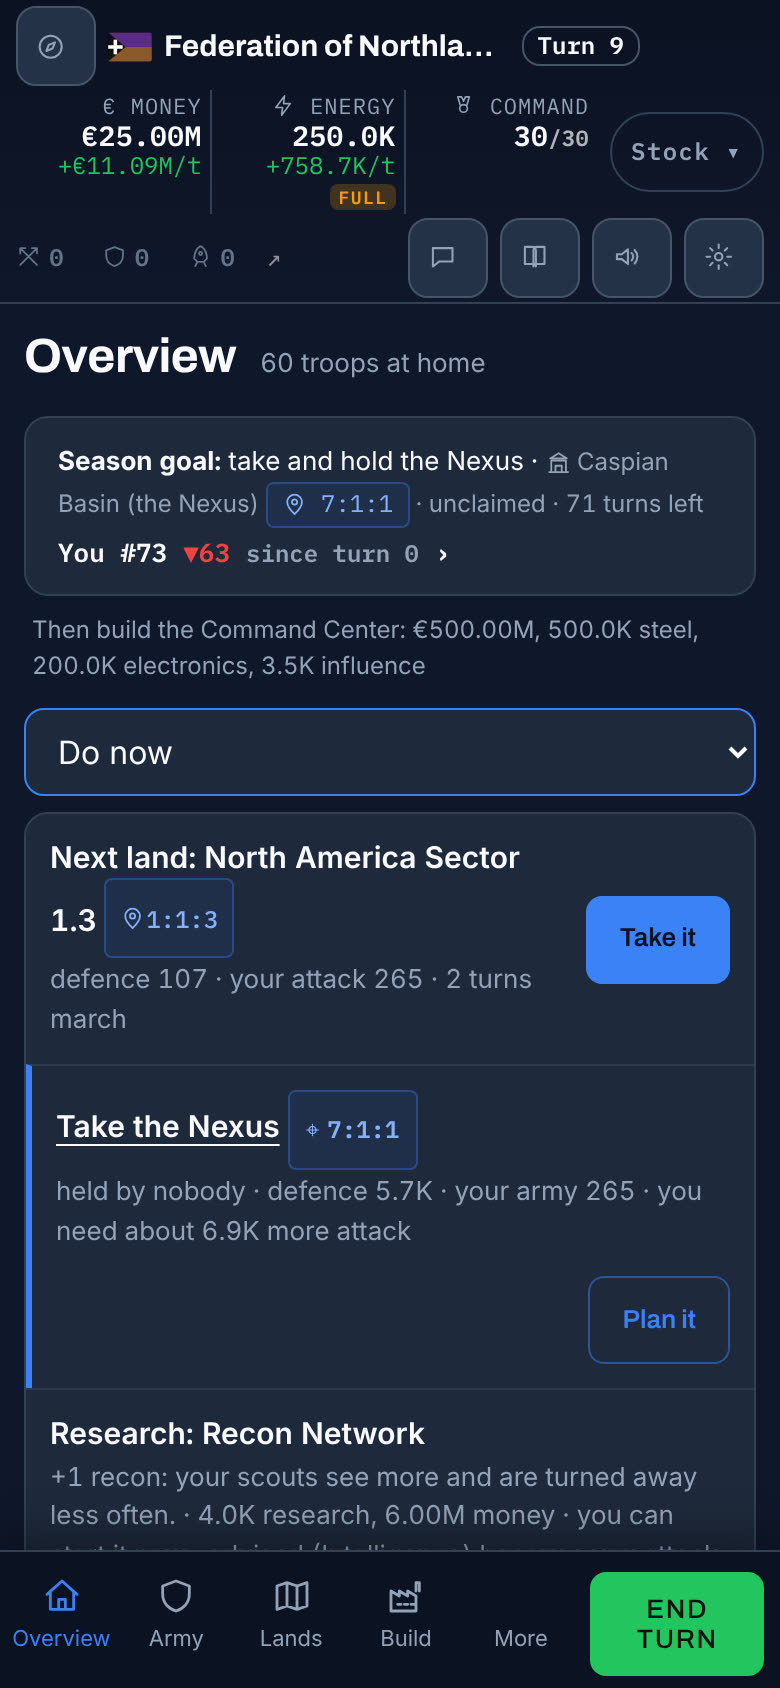 Federation of Northla... Turn 9
€ MONEY ENERGY COMMAND
€25.00M 250.0K 30/30 Stock ▾
+€11.09M/t +758.7K/t
FULL
0 0 0 ↗
Overview 60 troops at home
Season goal: take and hold the Nexus · Caspian
Basin (the Nexus) 7:1:1 · unclaimed · 71 turns left
You #73 ▼63 since turn 0 ›
Then build the Command Center: €500.00M, 500.0K steel,
200.0K electronics, 3.5K influence
Do now
Next land: North America Sector
1.3 1:1:3
Take it
defence 107 · your attack 265 · 2 turns
march
Take the Nexus 7:1:1
held by nobody · defence 5.7K · your army 265 · you
need about 6.9K more attack
Plan it
Research: Recon Network
+1 recon: your scouts see more and are turned away
less often. · 4.0K research, 6.00M money · you can
Overview Army Lands Build More END
TURN